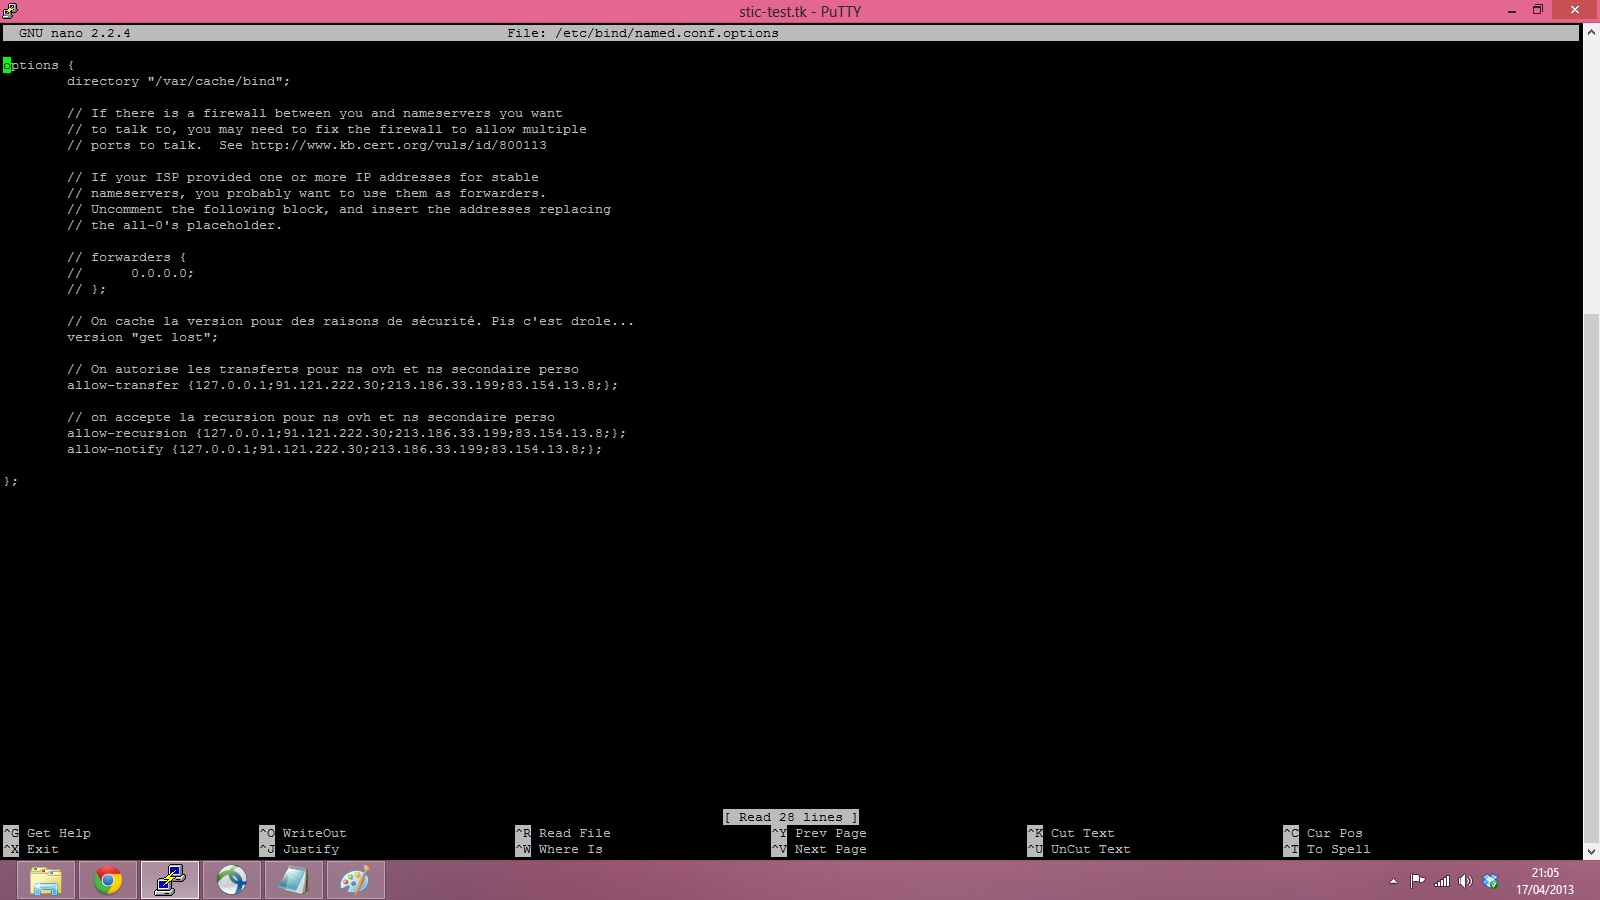 stic-test.tk - PuTTY
GNU nano 2.2.4 File: /etc/bind/named.conf.options
options {
directory "/var/cache/bind";
// If there is a firewall between you and nameservers you want
// to talk to, you may need to fix the firewall to allow multiple
// ports to talk.  See http://www.kb.cert.org/vuls/id/800113
// If your ISP provided one or more IP addresses for stable
// nameservers, you probably want to use them as forwarders.
// Uncomment the following block, and insert the addresses replacing
// the all-0's placeholder.
// forwarders {
//      0.0.0.0;
// };
// On cache la version pour des raisons de sécurité. Pis c'est drole...
version "get lost";
// On autorise les transferts pour ns ovh et ns secondaire perso
allow-transfer {127.0.0.1;91.121.222.30;213.186.33.199;83.154.13.8;};
// on accepte la recursion pour ns ovh et ns secondaire perso
allow-recursion {127.0.0.1;91.121.222.30;213.186.33.199;83.154.13.8;};
allow-notify {127.0.0.1;91.121.222.30;213.186.33.199;83.154.13.8;};
};
[ Read 28 lines ]
^G Get Help ^O WriteOut ^R Read File ^Y Prev Page ^K Cut Text ^C Cur Pos
^X Exit ^J Justify ^W Where Is ^V Next Page ^U UnCut Text ^T To Spell
21:05
17/04/2013